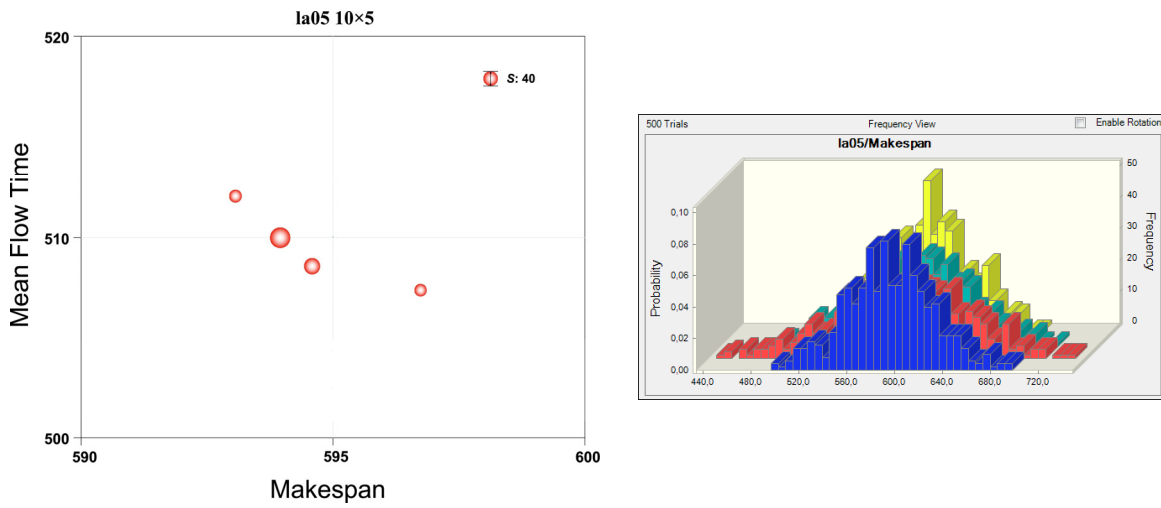 la05 10×5
520
S: 40
Mean Flow Time
510
500
590
595
600
Makespan
500 Trials
Frequency View
Enable Rotation
la05/Makespan
50
0,10
40
0,08
30
0,06
Probability
Frequency
20
0,04
10
0,02
0
0,00
440,0
480,0
520,0
560,0
600,0
640,0
680,0
720,0